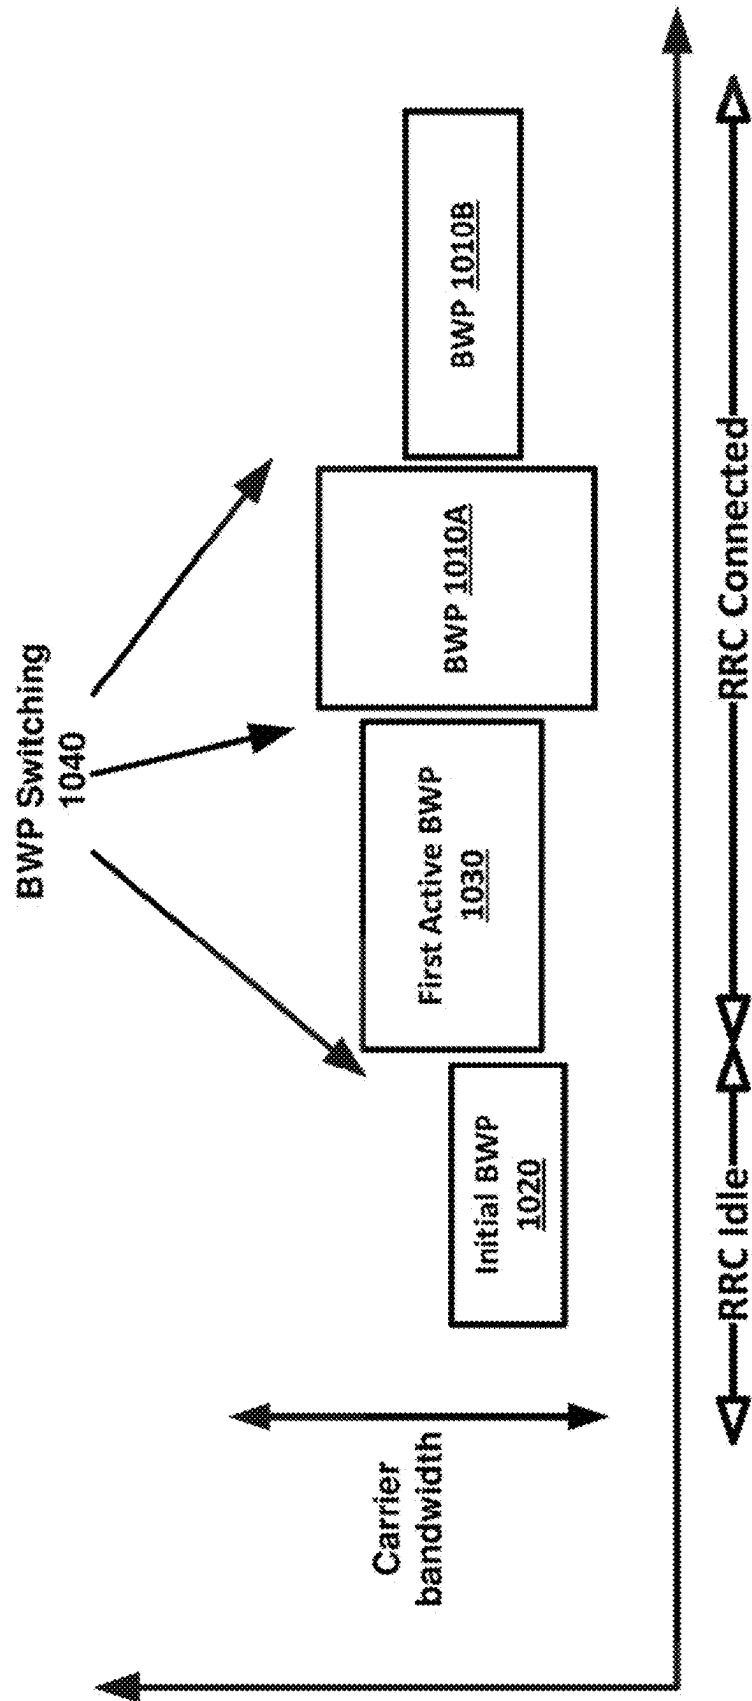 BWP Switching
1040
Carrier
bandwidth
Initial BWP
1020
First Active BWP
1030
BWP 1010A
BWP 1010B
RRC Idle
RRC Connected